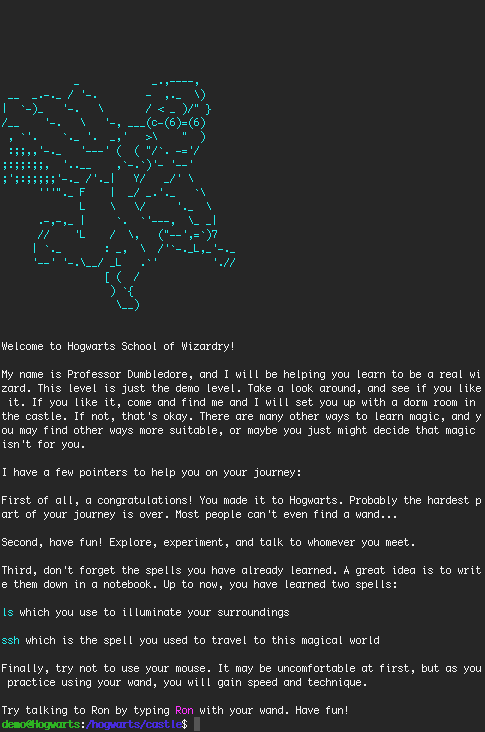 Welcome to Hogwarts School of Wizardry!
My name is Professor Dumbledore, and I will be helping you learn to be a real wi
zard. This level is just the demo level. Take a look around, and see if you like
 it. If you like it, come and find me and I will set you up with a dorm room in
the castle. If not, that's okay. There are many other ways to learn magic, and y
ou may find other ways more suitable, or maybe you just might decide that magic
isn't for you.
I have a few pointers to help you on your journey:
First of all, a congratulations! You made it to Hogwarts. Probably the hardest p
art of your journey is over. Most people can't even find a wand...
Second, have fun! Explore, experiment, and talk to whomever you meet.
Third, don't forget the spells you have already learned. A great idea is to writ
e them down in a notebook. Up to now, you have learned two spells:
ls which you use to illuminate your surroundings
ssh which is the spell you used to travel to this magical world
Finally, try not to use your mouse. It may be uncomfortable at first, but as you
 practice using your wand, you will gain speed and technique.
Try talking to Ron by typing Ron with your wand. Have fun!
demo@Hogwarts:/hogwarts/castle$